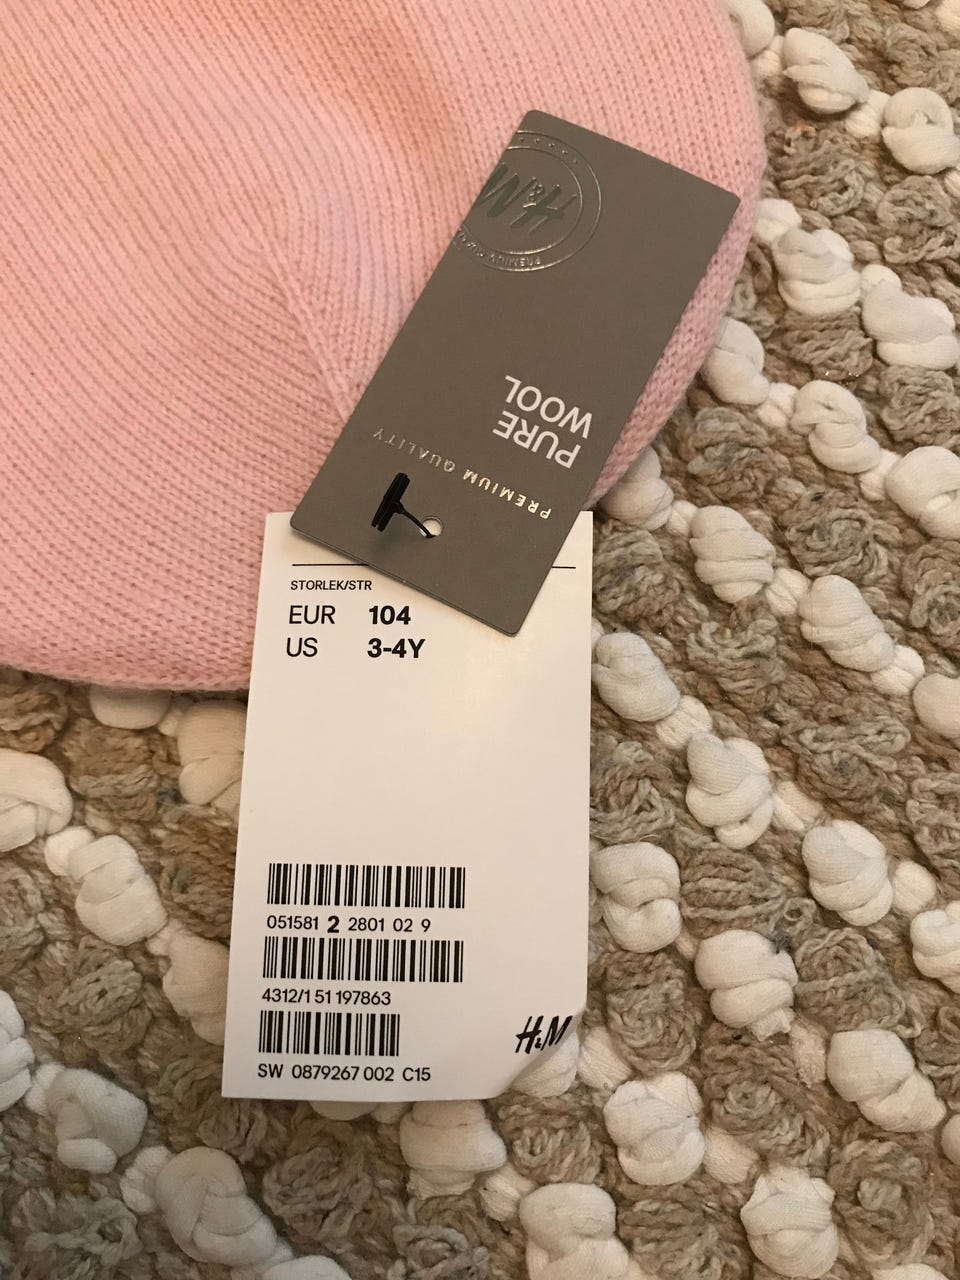 H&M
PREMIUM
PURE
WOOL
PREMIUM QUALITY
STORLEK/STR
EUR 104
US 3-4Y
051581 2 2801 02 9
4312/1 51 197863
H&M
SW 0879267 002 C15